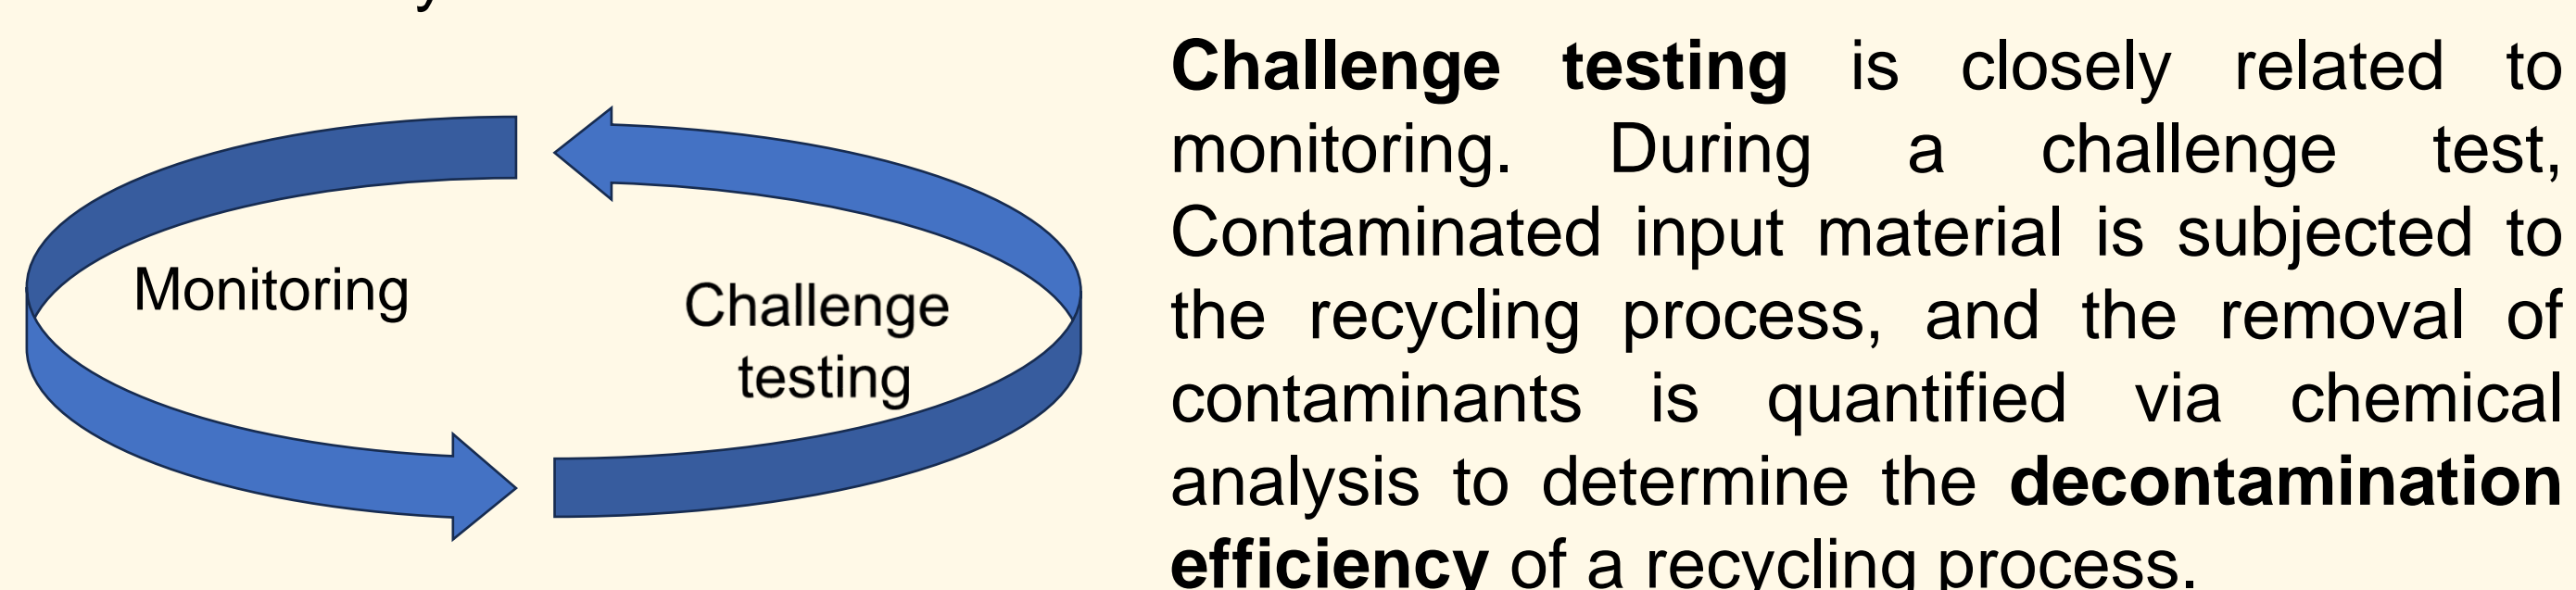 Monitoring
Challenge
testing
Challenge testing is closely related to
monitoring. During a challenge test,
Contaminated input material is subjected to
the recycling process, and the removal of
contaminants is quantified via chemical
analysis to determine the decontamination
efficiency of a recycling process.